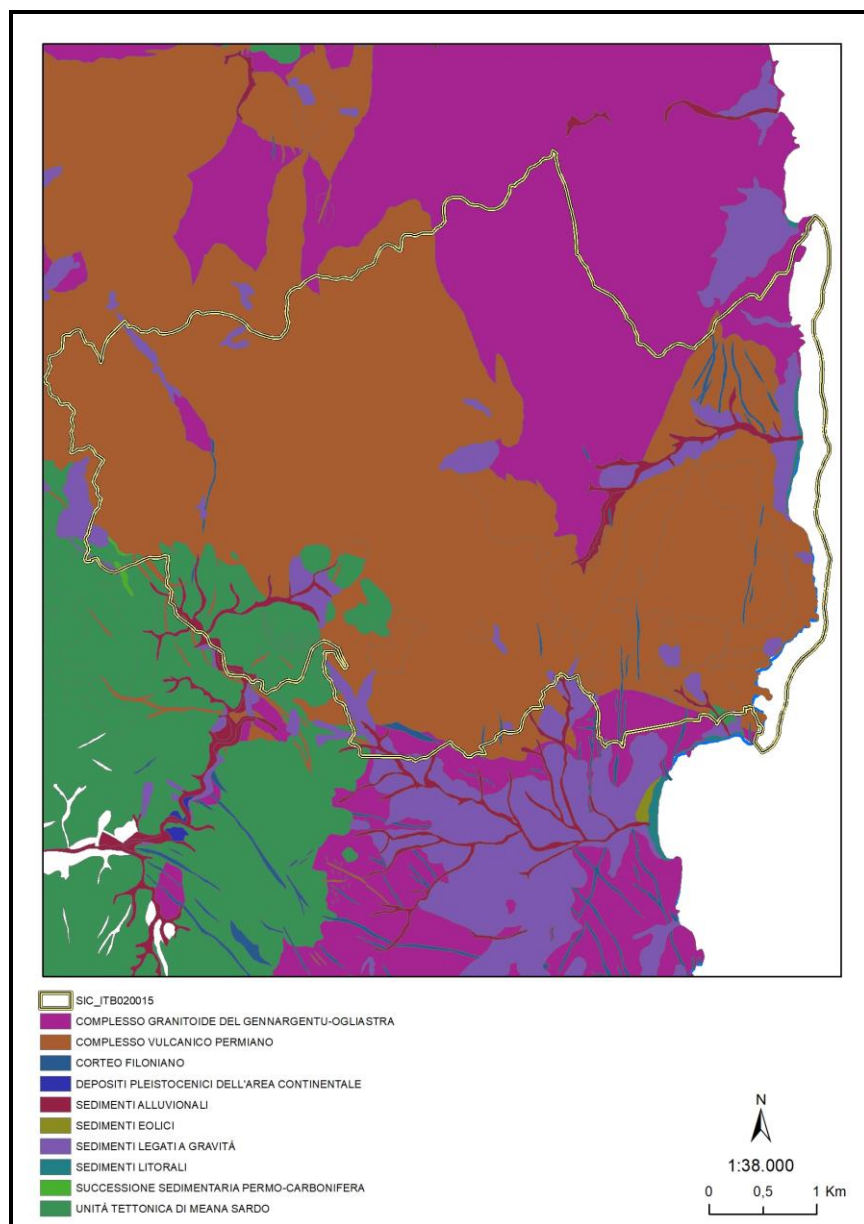 SIC_ITB020015
COMPLESSO GRANITOIDE DEL GENNARGENTU-OGLIASTRA
COMPLESSO VULCANICO PERMIANO
CORTEO FILONIANO
DEPOSITI PLEISTOCENICI DELL'AREA CONTINENTALE
SEDIMENTI ALLUVIONALI
SEDIMENTI EOLICI
SEDIMENTI LEGATI A GRAVITÀ
SEDIMENTI LITORALI
SUCCESSIONE SEDIMENTARIA PERMO-CARBONIFERA
UNITÀ TETTONICA DI MEANA SARDO
N
1:38.000
0 0,5 1 Km